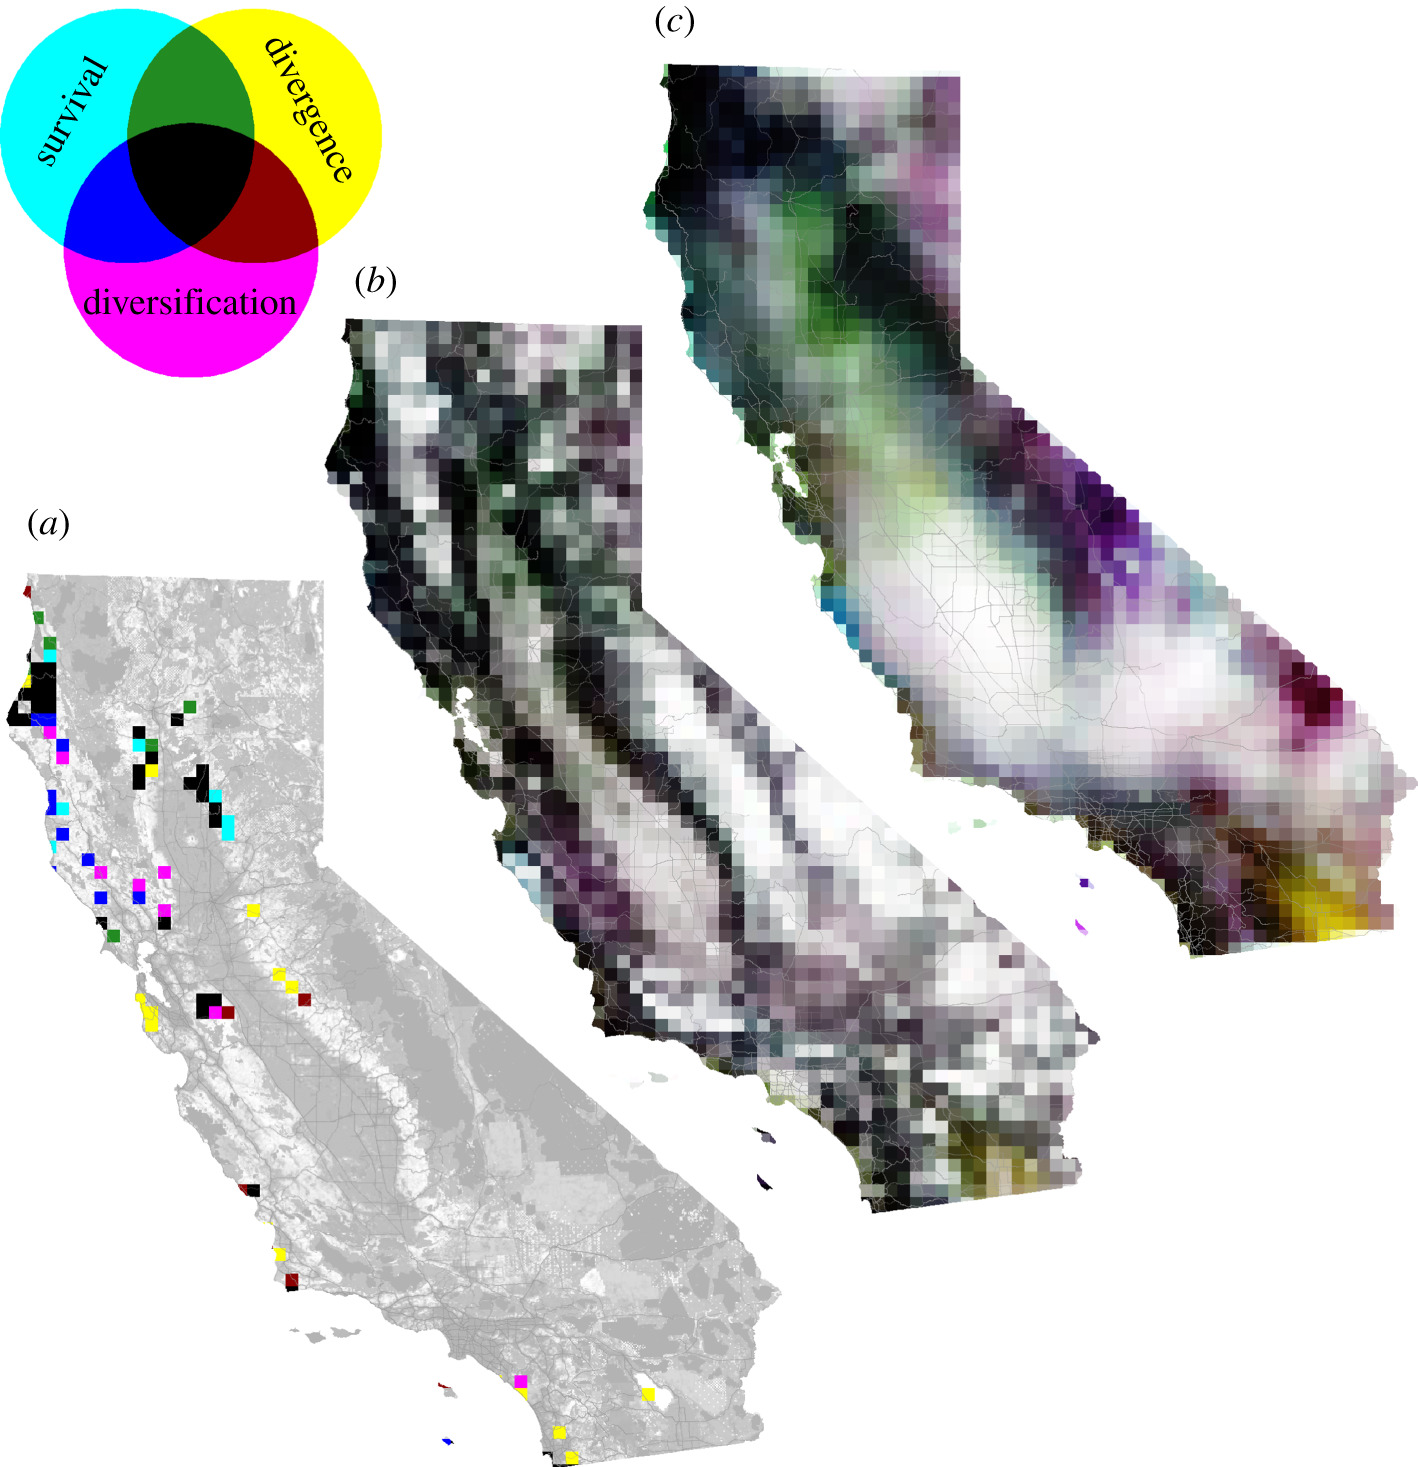 (c)
survival
divergence
diversification
(b)
(a)